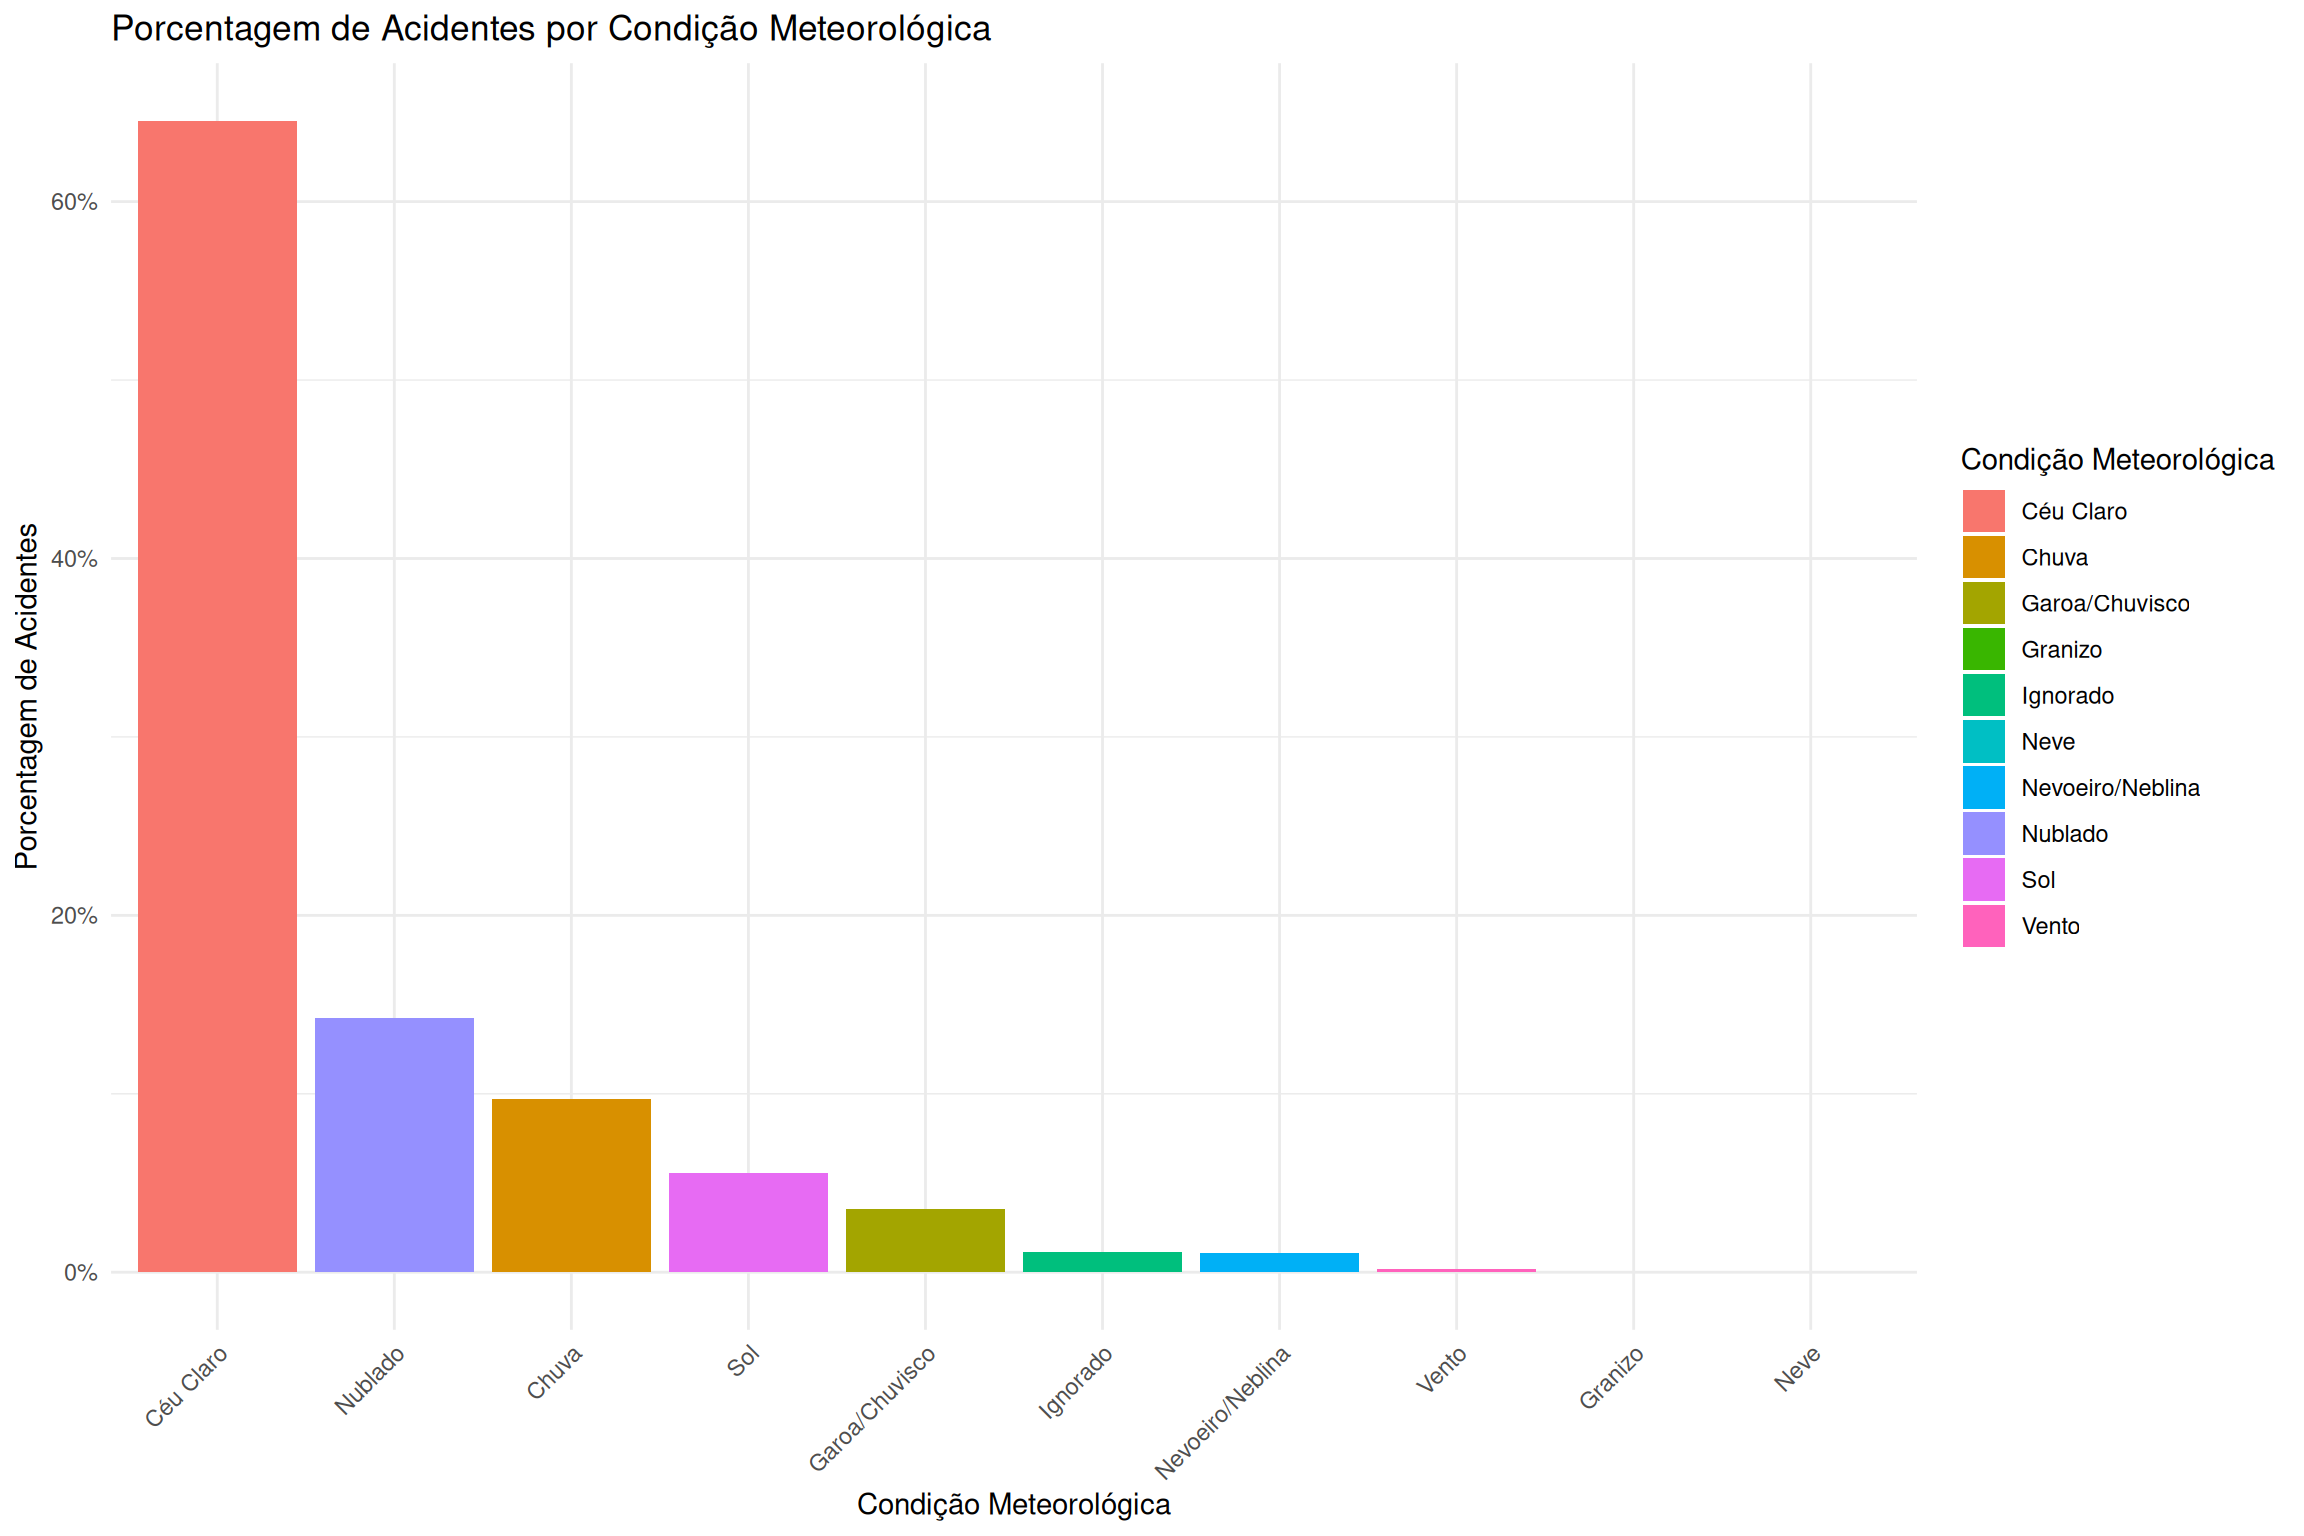 Porcentagem de Acidentes por Condição Meteorológica
Porcentagem de Acidentes
60%
40%
20%
0%
Céu Claro
Nublado
Chuva
Sol
Garoa/Chuvisco
Ignorado
Nevoeiro/Neblina
Vento
Granizo
Neve
Condição Meteorológica
Condição Meteorológica
Céu Claro
Chuva
Garoa/Chuvisco
Granizo
Ignorado
Neve
Nevoeiro/Neblina
Nublado
Sol
Vento